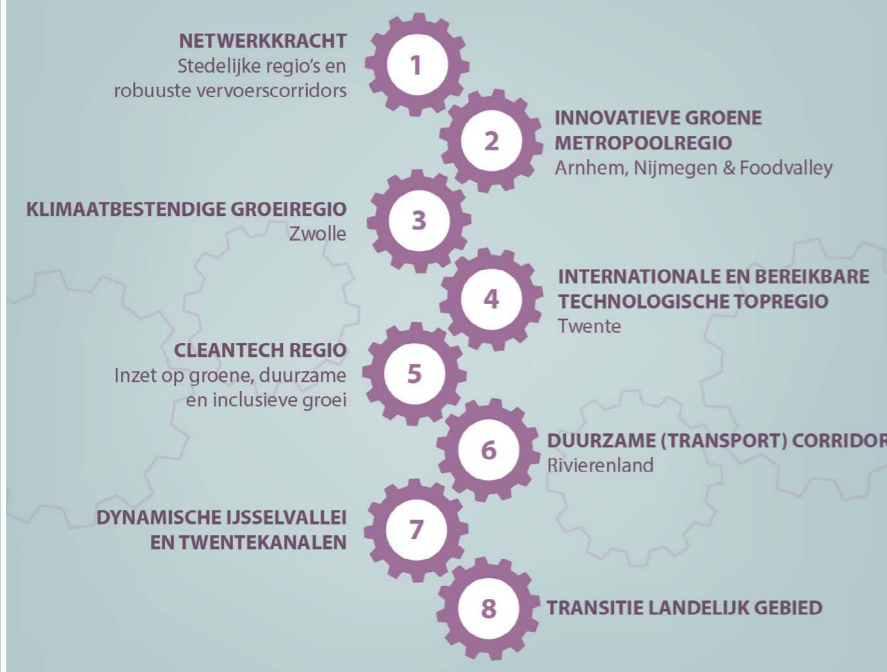 NETWERKKRACHT
Stedelijke regio's en
robuuste vervoerscorridors
1
2
INNOVATIEVE GROENE
METROPOOLREGIO
Arnhem, Nijmegen & Foodvalley
KLIMAATBESTENDIGE GROEIREGIO
Zwolle
3
4
INTERNATIONALE EN BEREIKBARE
TECHNOLOGISCHE TOPREGIO
Twente
CLEANTECH REGIO
Inzet op groene, duurzame
en inclusieve groei
5
6
DUURZAME (TRANSPORT) CORRIDOR
Rivierenland
DYNAMISCHE IJSSELVALLEI
EN TWENTEKANALEN
7
8
TRANSITIE LANDELIJK GEBIED